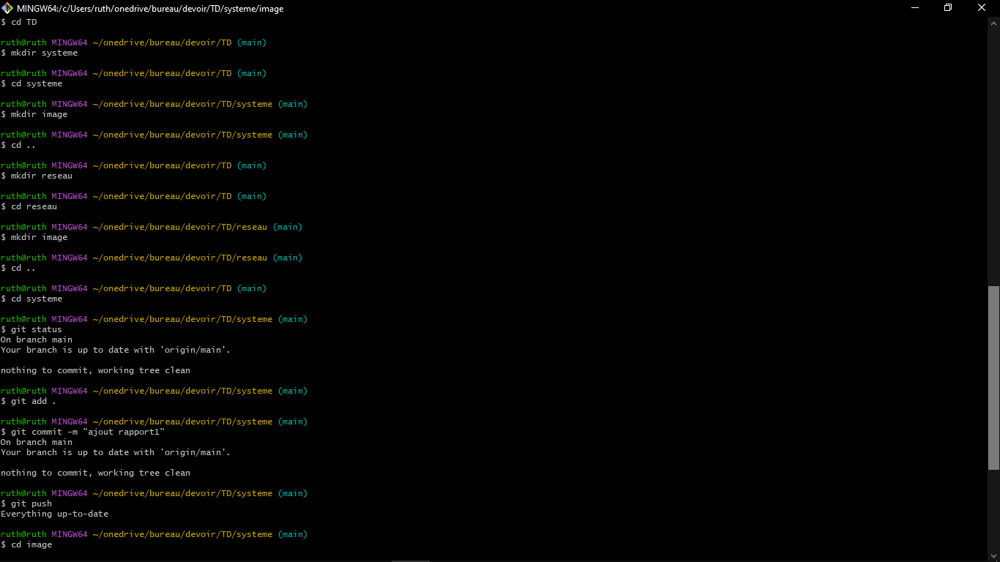 MINGW64:/c/Users/ruth/onedrive/bureau/devoir/TD/systeme/image
$ cd TD
ruth@ruth MINGW64 ~/onedrive/bureau/devoir/TD (main)
$ mkdir systeme
ruth@ruth MINGW64 ~/onedrive/bureau/devoir/TD (main)
$ cd systeme
ruth@ruth MINGW64 ~/onedrive/bureau/devoir/TD/systeme (main)
$ mkdir image
ruth@ruth MINGW64 ~/onedrive/bureau/devoir/TD/systeme (main)
$ cd ..
ruth@ruth MINGW64 ~/onedrive/bureau/devoir/TD (main)
$ mkdir reseau
ruth@ruth MINGW64 ~/onedrive/bureau/devoir/TD (main)
$ cd reseau
ruth@ruth MINGW64 ~/onedrive/bureau/devoir/TD/reseau (main)
$ mkdir image
ruth@ruth MINGW64 ~/onedrive/bureau/devoir/TD/reseau (main)
$ cd ..
ruth@ruth MINGW64 ~/onedrive/bureau/devoir/TD (main)
$ cd systeme
ruth@ruth MINGW64 ~/onedrive/bureau/devoir/TD/systeme (main)
$ git status
On branch main
Your branch is up to date with 'origin/main'.
nothing to commit, working tree clean
ruth@ruth MINGW64 ~/onedrive/bureau/devoir/TD/systeme (main)
$ git add .
ruth@ruth MINGW64 ~/onedrive/bureau/devoir/TD/systeme (main)
$ git commit -m "ajout rapport1"
On branch main
Your branch is up to date with 'origin/main'.
nothing to commit, working tree clean
ruth@ruth MINGW64 ~/onedrive/bureau/devoir/TD/systeme (main)
$ git push
Everything up-to-date
ruth@ruth MINGW64 ~/onedrive/bureau/devoir/TD/systeme (main)
$ cd image